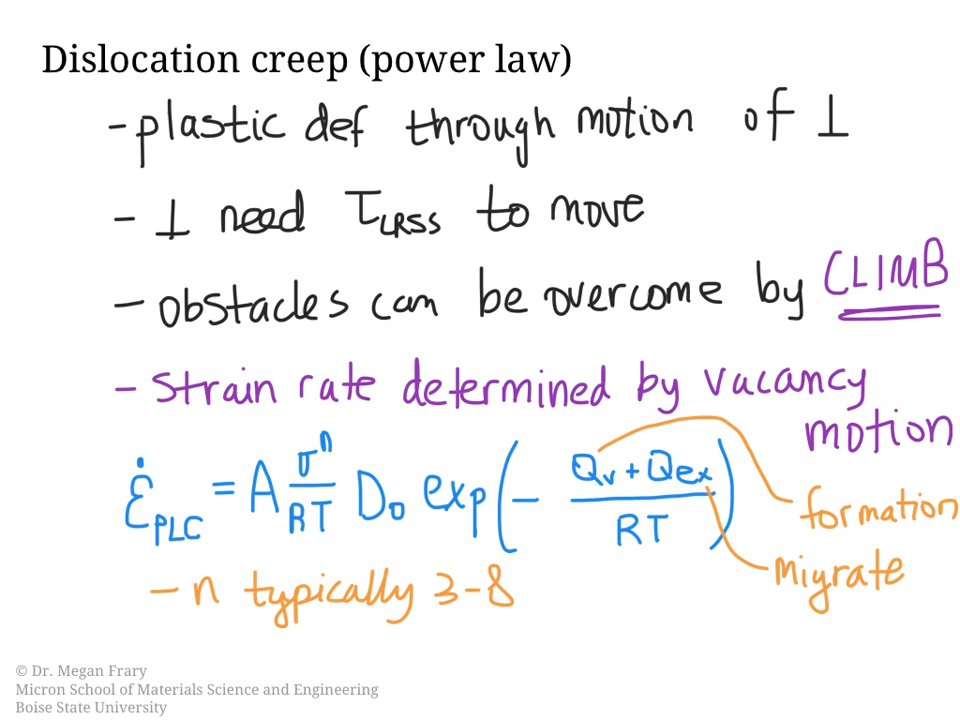 Dislocation creep (power law)
- plastic def through motion of ⊥
- ⊥ need τCRSS to move
- obstacles can be overcome by CLIMB
- strain rate determined by vacancy
motion
ε̇PLC = A σⁿ/RT D₀ exp(- Qv + Qex / RT)
formation
migrate
- n typically 3-8
© Dr. Megan Frary
Micron School of Materials Science and Engineering
Boise State University